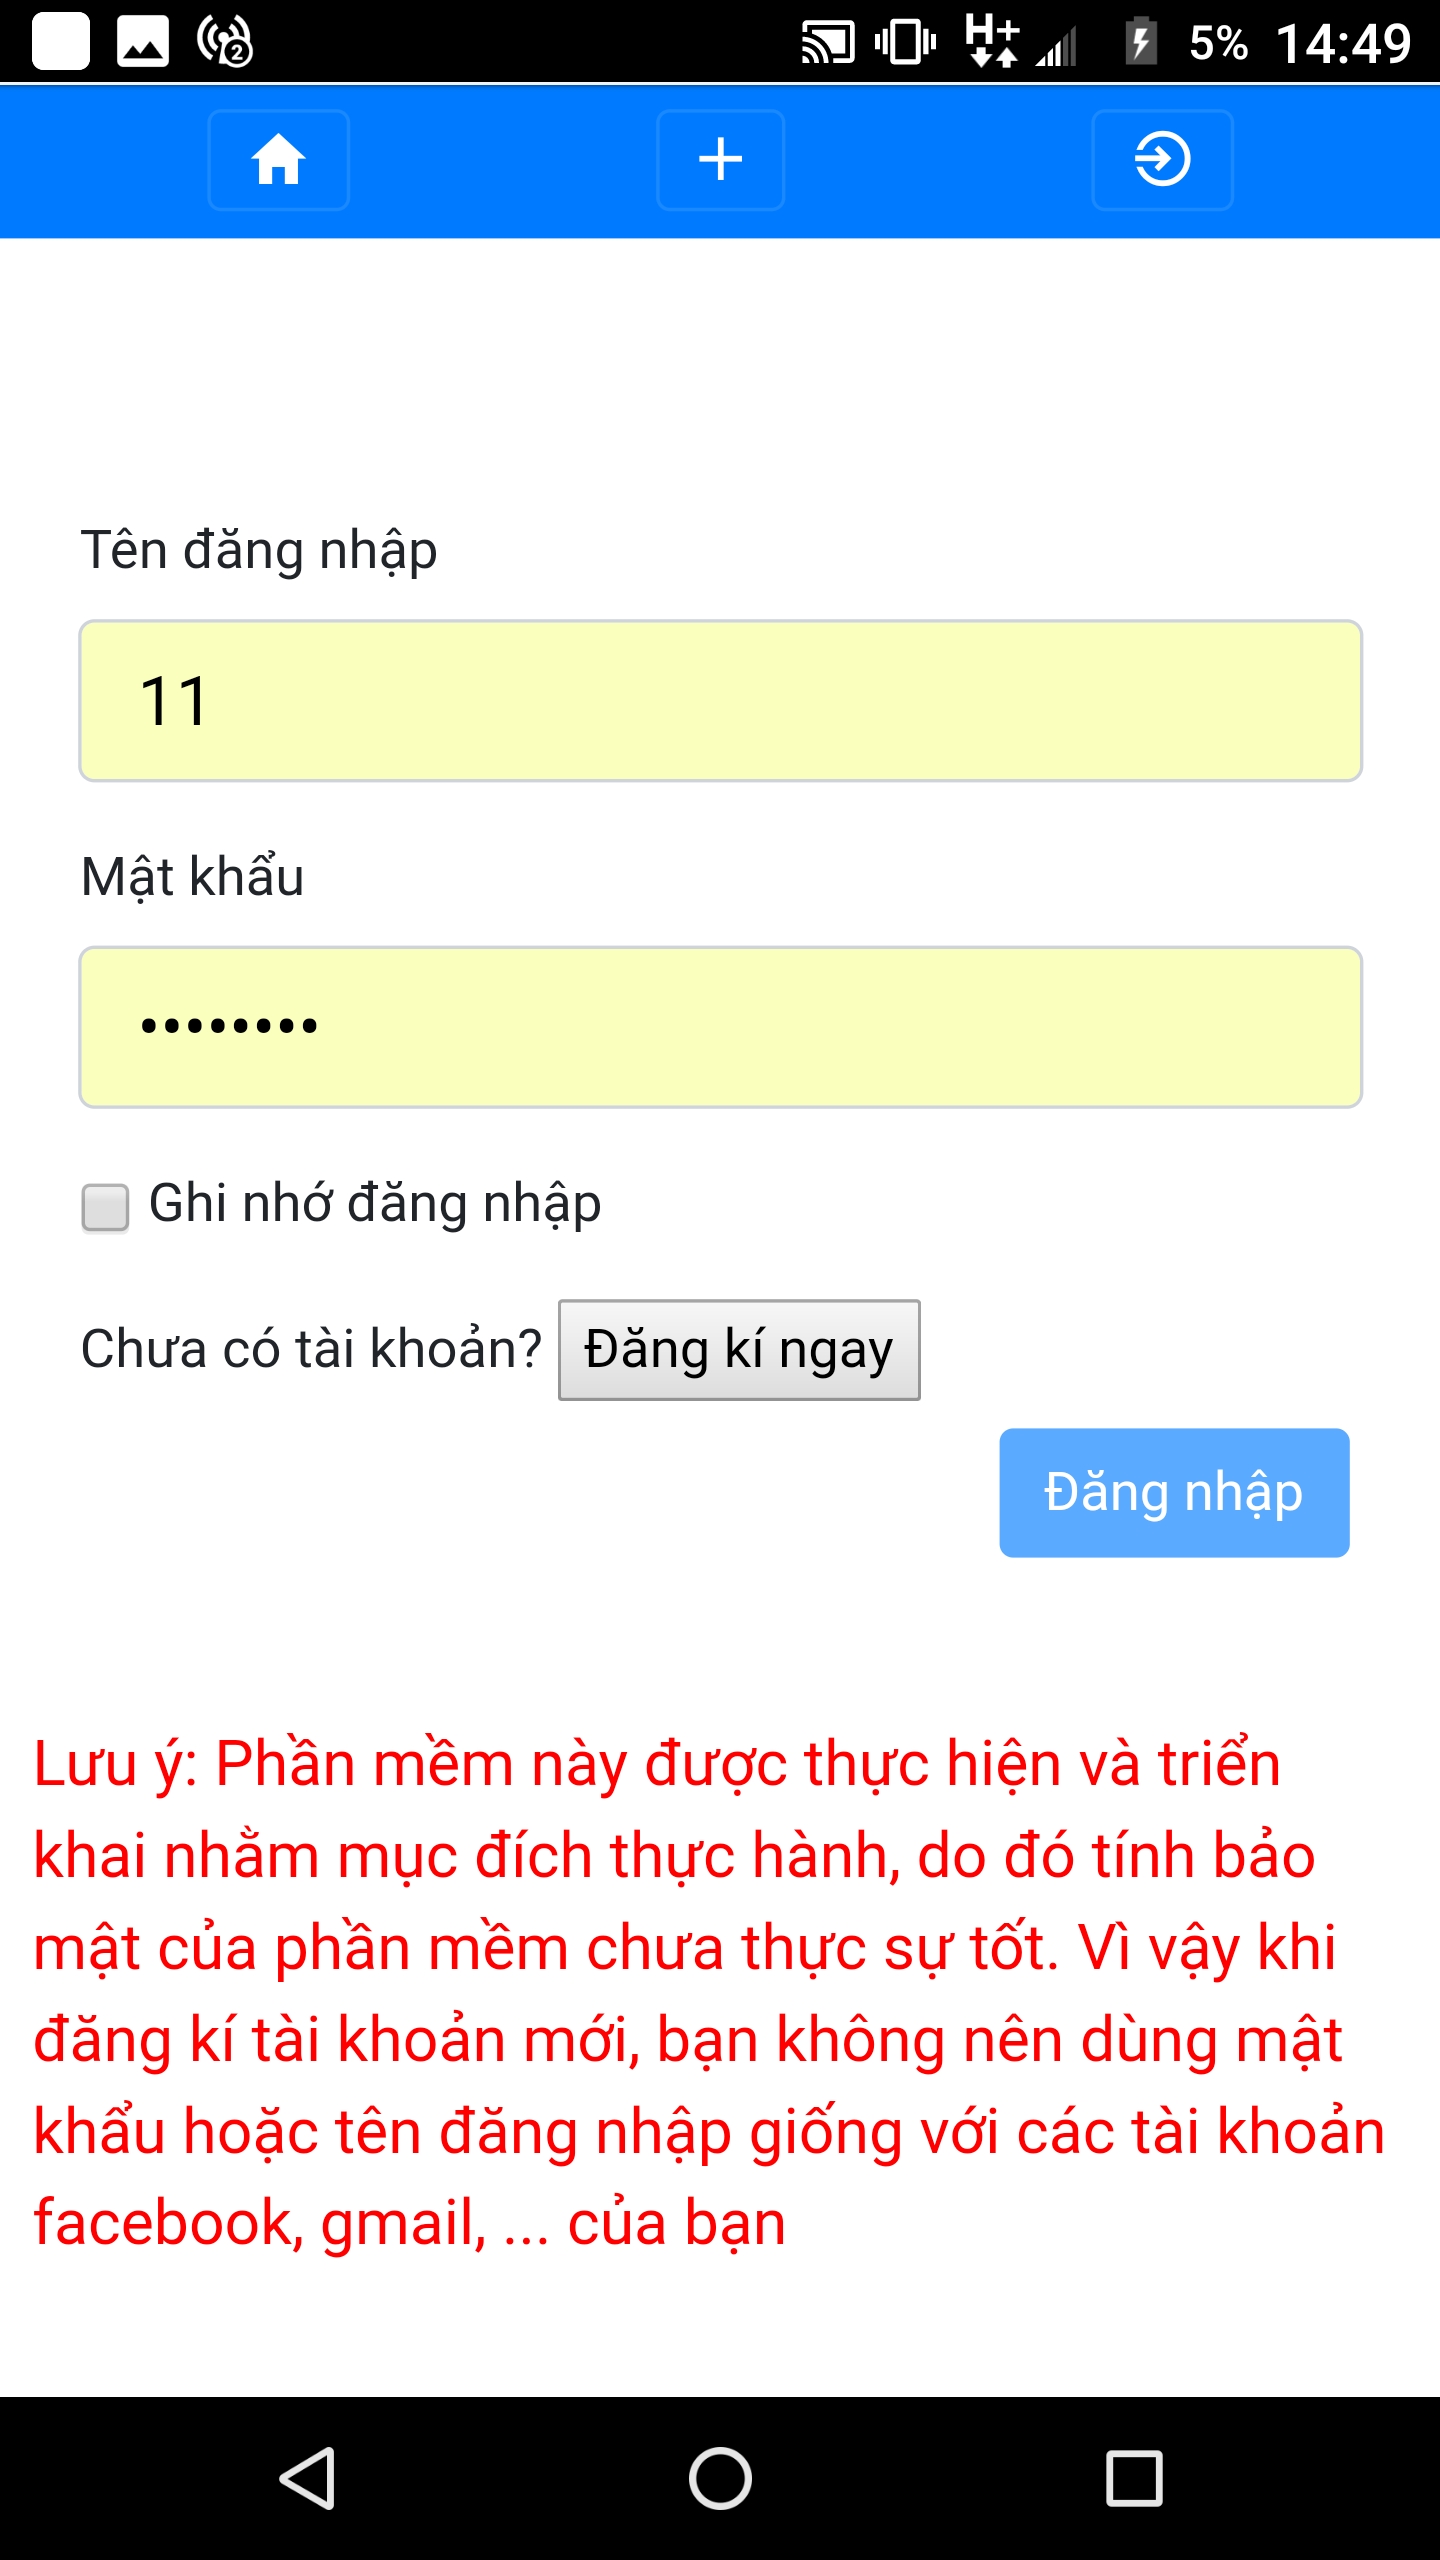 2 H+ 5% 14:49
Tên đăng nhập
11
Mật khẩu
••••••••
Ghi nhớ đăng nhập
Chưa có tài khoản? Đăng kí ngay
Đăng nhập
Lưu ý: Phần mềm này được thực hiện và triển
khai nhằm mục đích thực hành, do đó tính bảo
mật của phần mềm chưa thực sự tốt. Vì vậy khi
đăng kí tài khoản mới, bạn không nên dùng mật
khẩu hoặc tên đăng nhập giống với các tài khoản
facebook, gmail, ... của bạn